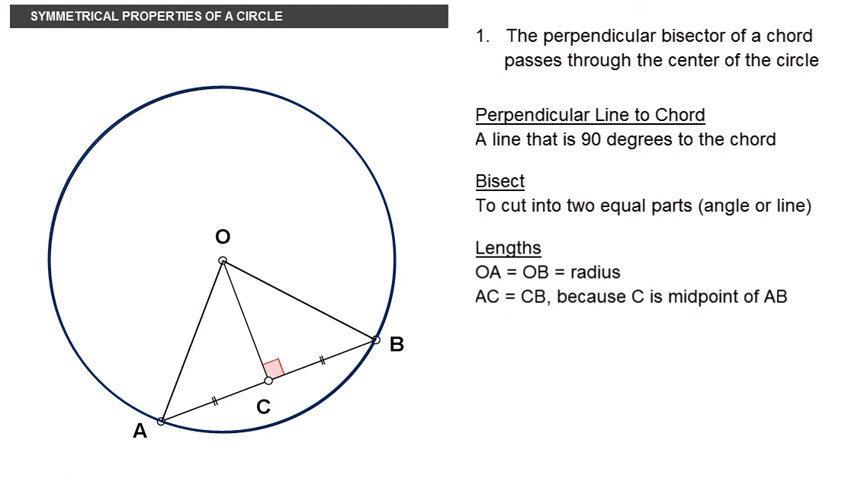 SYMMETRICAL PROPERTIES OF A CIRCLE
1. The perpendicular bisector of a chord
passes through the center of the circle
Perpendicular Line to Chord
A line that is 90 degrees to the chord
Bisect
To cut into two equal parts (angle or line)
Lengths
OA = OB = radius
AC = CB, because C is midpoint of AB
O
B
C
A